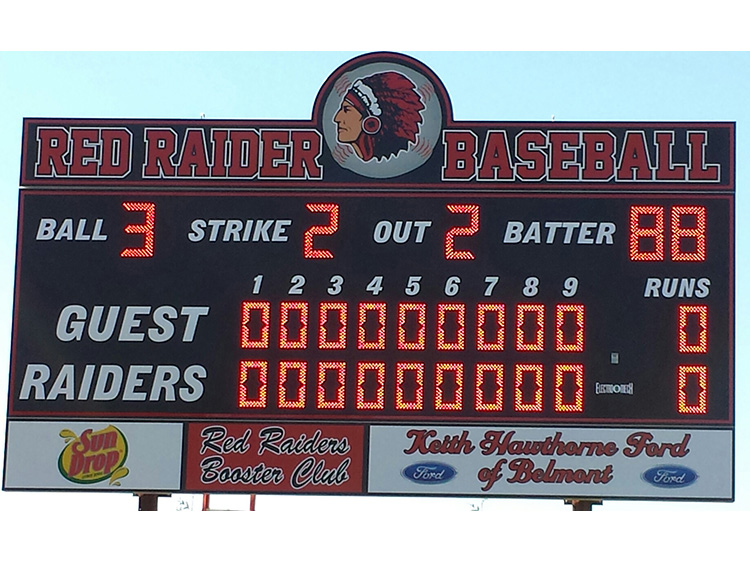 RED RAIDER BASEBALL
BALL 3 STRIKE 2 OUT 2 BATTER 88
1 2 3 4 5 6 7 8 9 RUNS
GUEST 0 0 0 0 0 0 0 0 0 0
RAIDERS 0 0 0 0 0 0 0 0 0 0
ELECTRO-MECH
Sun Drop
Red Raiders
Booster Club
Keith Hawthorne Ford
Ford of Belmont Ford